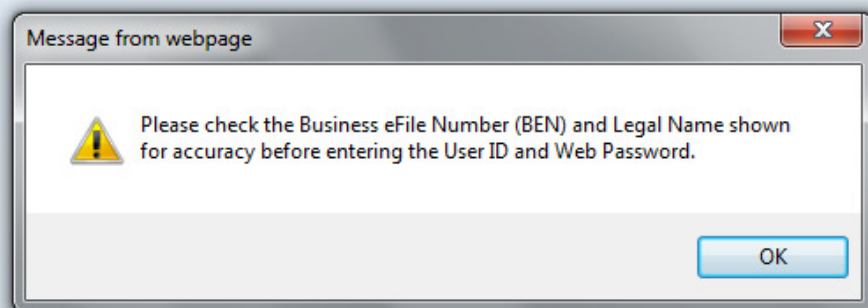 Message from webpage
Please check the Business eFile Number (BEN) and Legal Name shown
for accuracy before entering the User ID and Web Password.
OK